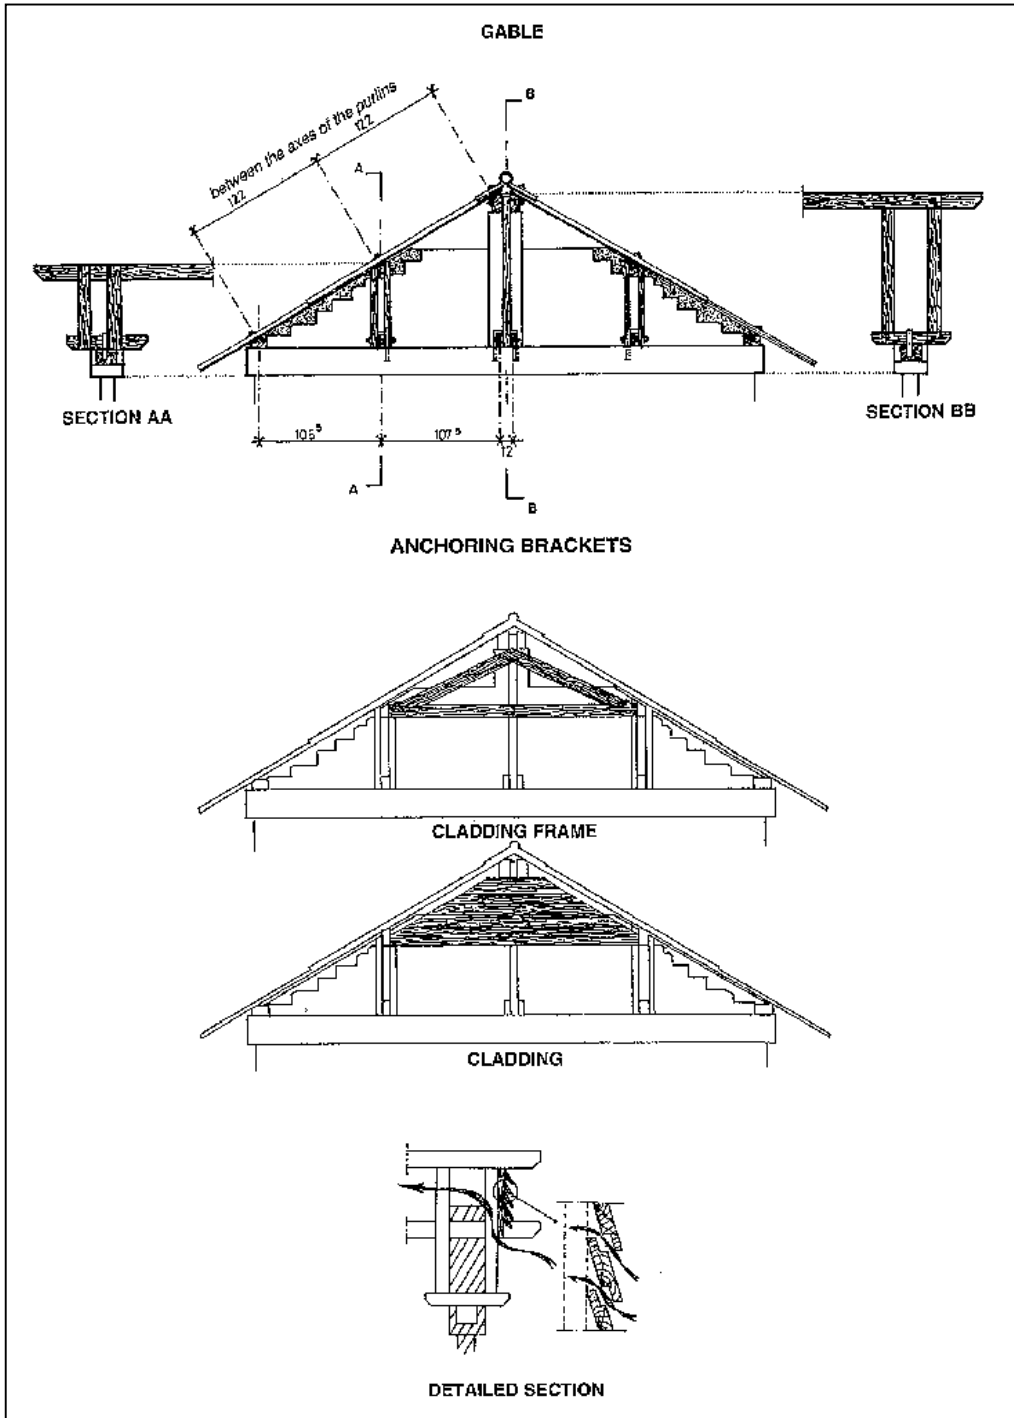 GABLE
between the axes of the purlins
122
122
A
B
SECTION AA
SECTION BB
106⁵
107⁵
12
A
B
ANCHORING BRACKETS
CLADDING FRAME
CLADDING
DETAILED SECTION